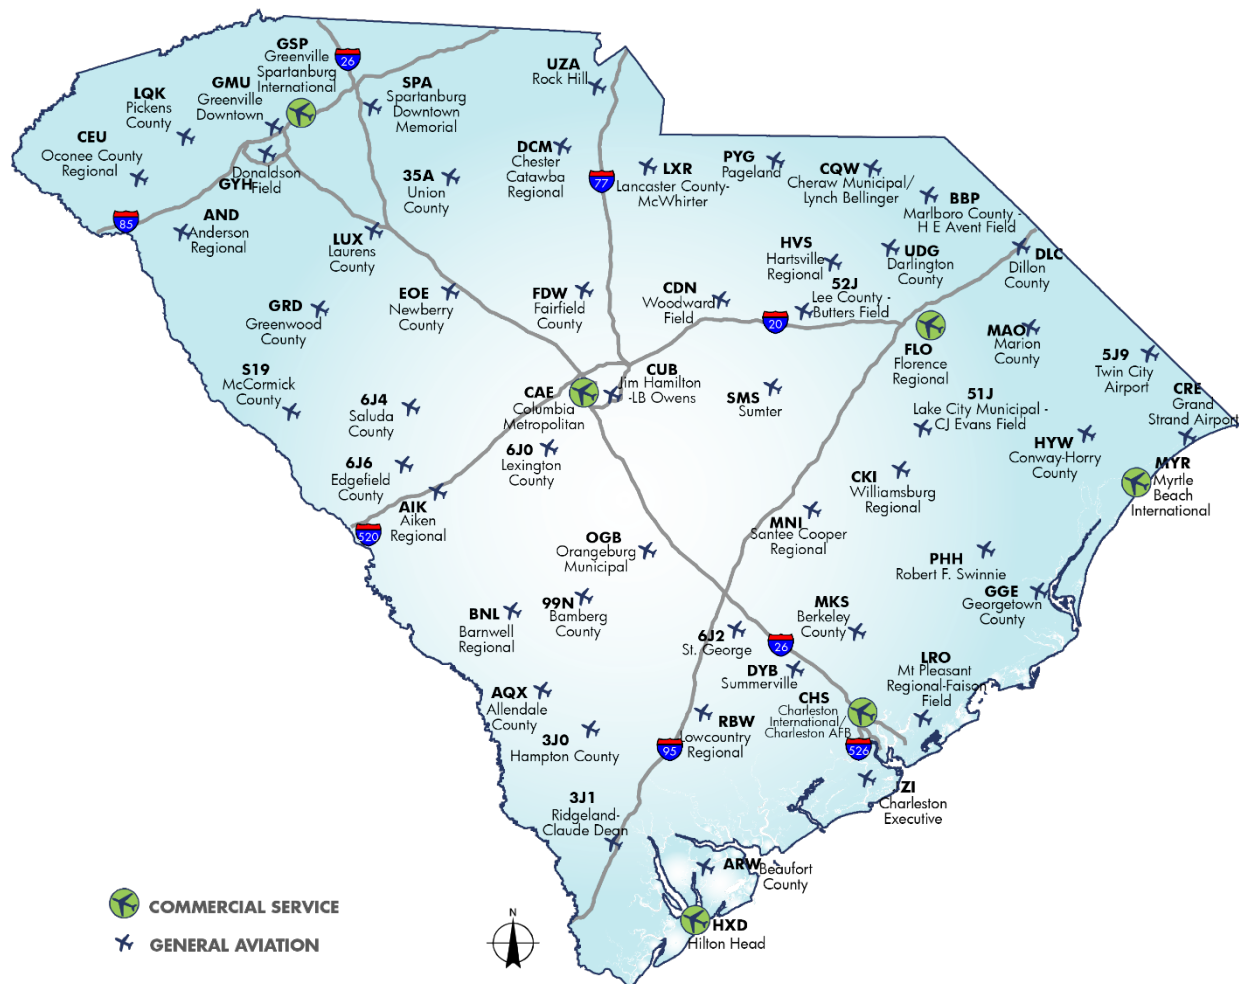 GSP
Greenville
Spartanburg
International
26
UZA
Rock Hill
GMU
Greenville
Downtown
SPA
Spartanburg
Downtown
Memorial
LQK
Pickens
County
CEU
Oconee County
Regional
GYH
Donaldson
Field
DCM
Chester
Catawba
Regional
77
LXR
Lancaster County-
McWhirter
PYG
Pageland
CQW
Cheraw Municipal/
Lynch Bellinger
BBP
Marlboro County -
H E Avent Field
35A
Union
County
85
AND
Anderson
Regional
LUX
Laurens
County
HVS
Hartsville
Regional
UDG
Darlington
County
DLC
Dillon
County
GRD
Greenwood
County
EOE
Newberry
County
FDW
Fairfield
County
CDN
Woodward
Field
52J
Lee County -
Butters Field
20
FLO
Florence
Regional
MAO
Marion
County
5J9
Twin City
Airport
CRE
Grand
Strand Airport
S19
McCormick
County
6J4
Saluda
County
CAE
Columbia
Metropolitan
CUB
Jim Hamilton
-LB Owens
SMS
Sumter
51J
Lake City Municipal -
CJ Evans Field
HYW
Conway-Horry
County
MYR
Myrtle
Beach
International
6J6
Edgefield
County
6J0
Lexington
County
CKI
Williamsburg
Regional
AIK
Aiken
Regional
520
MNI
Santee Cooper
Regional
OGB
Orangeburg
Municipal
PHH
Robert F. Swinnie
GGE
Georgetown
County
BNL
Barnwell
Regional
99N
Bamberg
County
6J2
St. George
26
MKS
Berkeley
County
DYB
Summerville
LRO
Mt Pleasant
Regional-Faison
Field
AQX
Allendale
County
CHS
Charleston
International/
Charleston AFB
3J0
Hampton County
RBW
Lowcountry
Regional
95
526
JZI
Charleston
Executive
3J1
Ridgeland-
Claude Dean
ARW
Beaufort
County
HXD
Hilton Head
COMMERCIAL SERVICE
GENERAL AVIATION
N